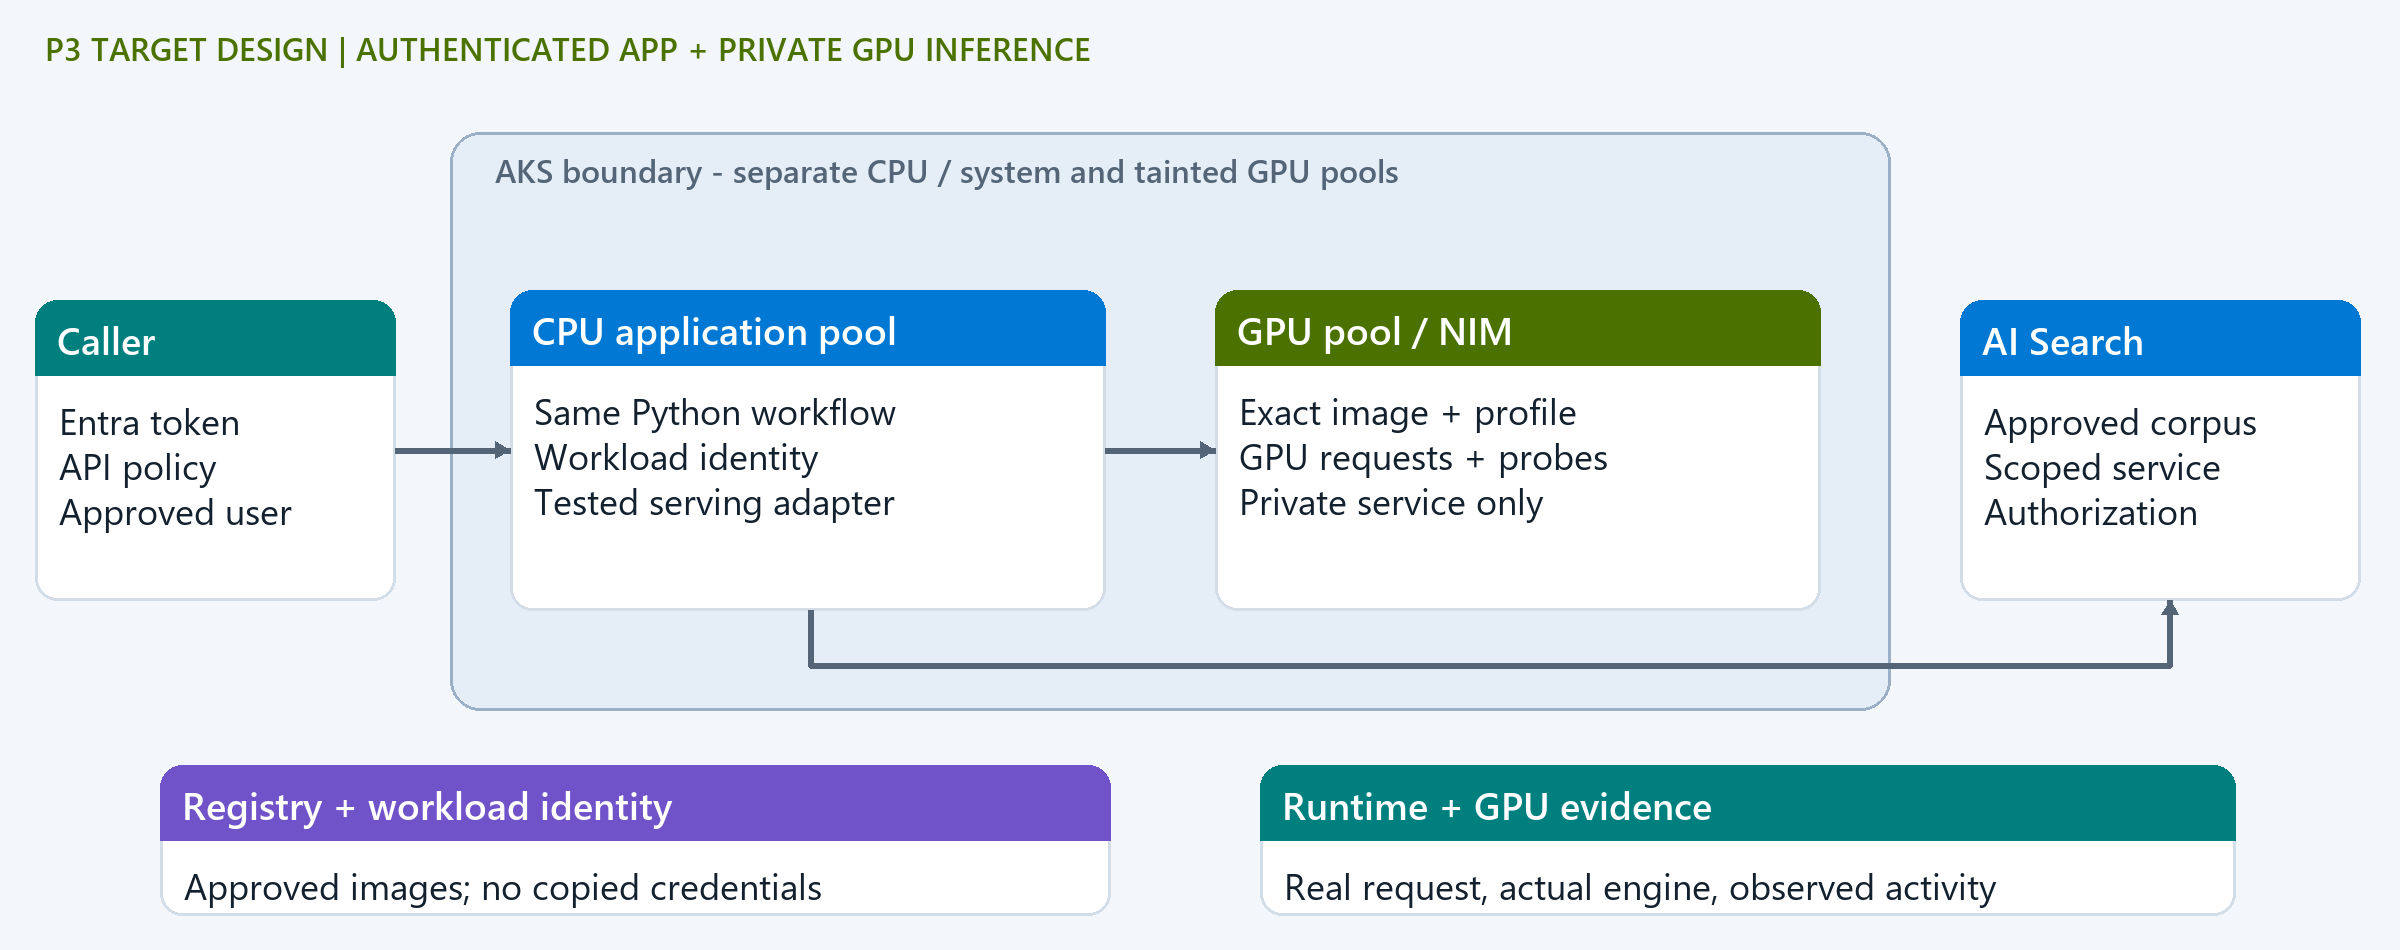 P3 TARGET DESIGN | AUTHENTICATED APP + PRIVATE GPU INFERENCE
AKS boundary - separate CPU / system and tainted GPU pools
Caller
Entra token
API policy
Approved user
CPU application pool
Same Python workflow
Workload identity
Tested serving adapter
GPU pool / NIM
Exact image + profile
GPU requests + probes
Private service only
AI Search
Approved corpus
Scoped service
Authorization
Registry + workload identity
Approved images; no copied credentials
Runtime + GPU evidence
Real request, actual engine, observed activity